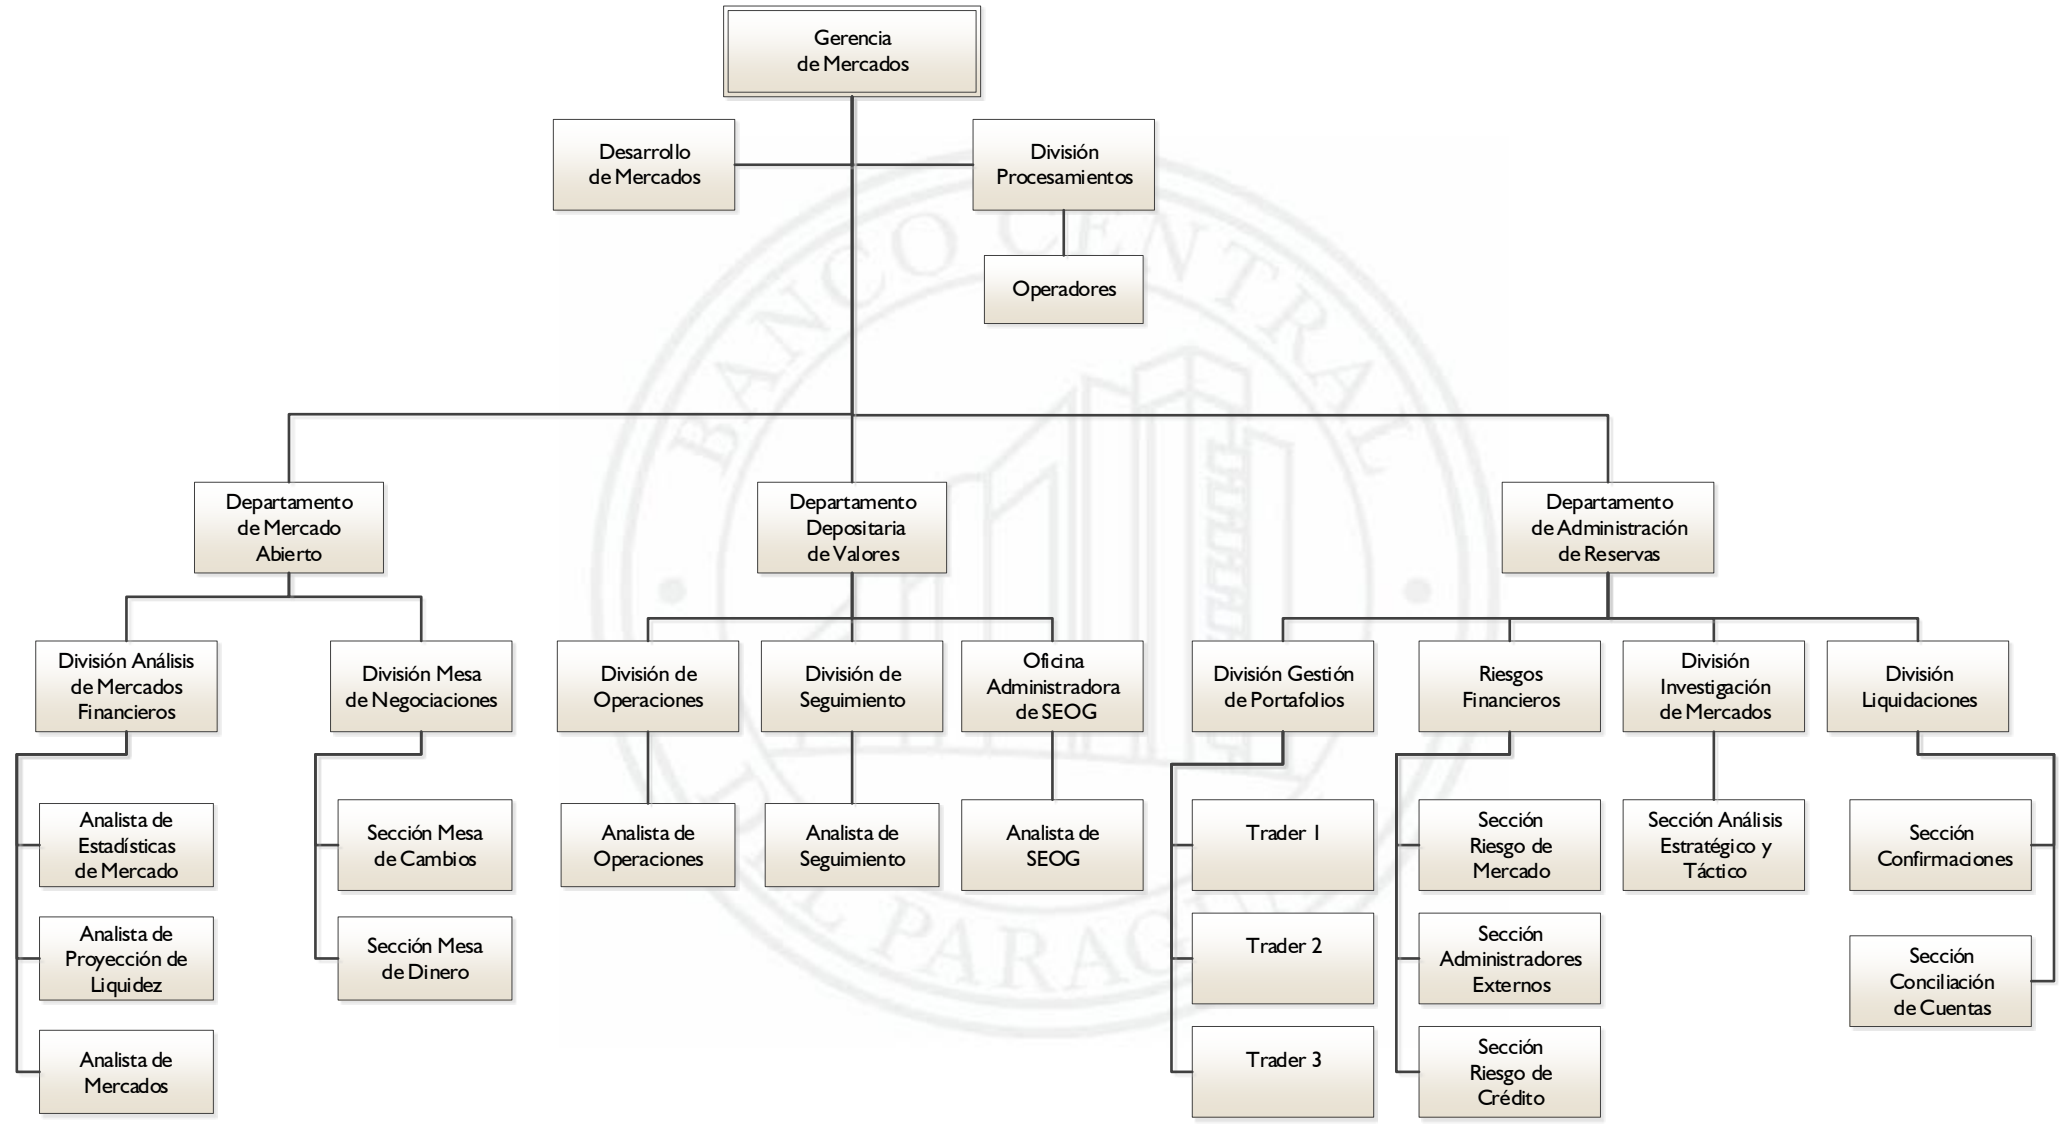 Gerencia
de Mercados
Desarrollo
de Mercados
División
Procesamientos
Operadores
Departamento
de Mercado
Abierto
Departamento
Depositaria
de Valores
Departamento
de Administración
de Reservas
División Análisis
de Mercados
Financieros
División Mesa
de Negociaciones
División de
Operaciones
División de
Seguimiento
Oficina
Administradora
de SEOG
División Gestión
de Portafolios
Riesgos
Financieros
División
Investigación
de Mercados
División
Liquidaciones
Analista de
Estadísticas
de Mercado
Analista de
Proyección de
Liquidez
Analista de
Mercados
Sección Mesa
de Cambios
Sección Mesa
de Dinero
Analista de
Operaciones
Analista de
Seguimiento
Analista de
SEOG
Trader 1
Trader 2
Trader 3
Sección
Riesgo de
Mercado
Sección
Administradores
Externos
Sección
Riesgo de
Crédito
Sección Análisis
Estratégico y
Táctico
Sección
Confirmaciones
Sección
Conciliación
de Cuentas
BANCO CENTRAL
DEL PARAGUAY